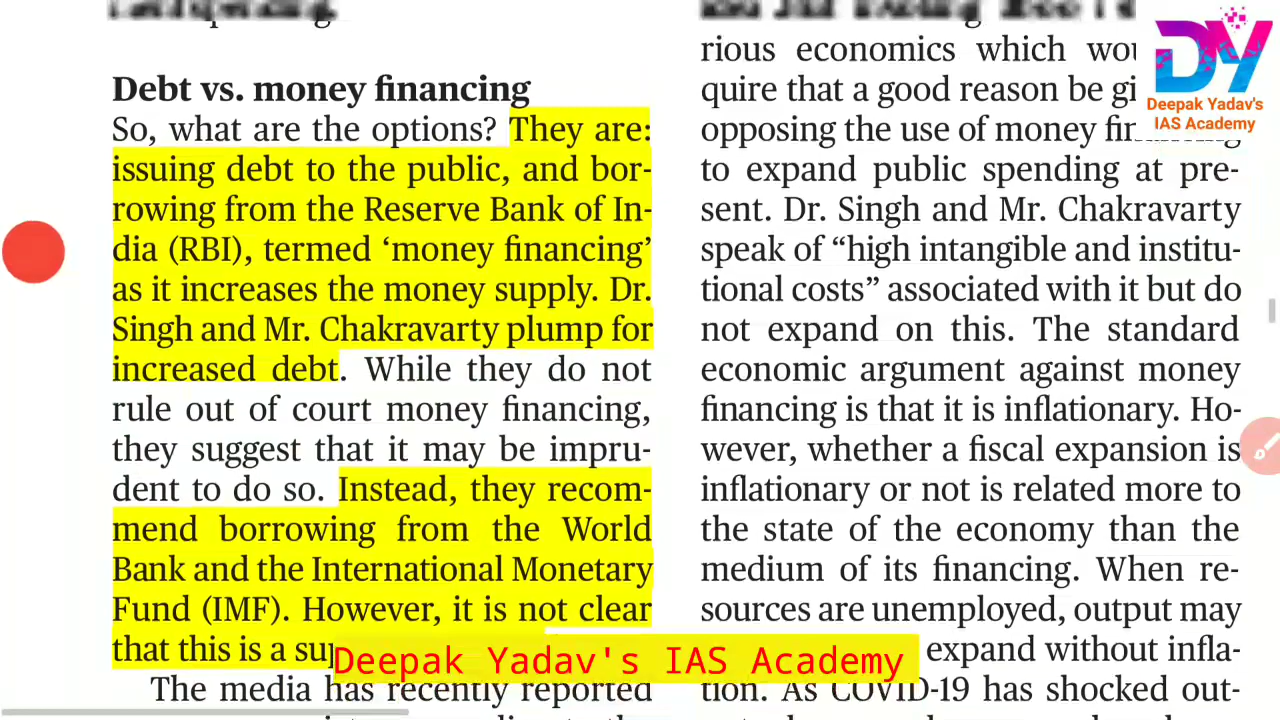 Debt vs. money financing
So, what are the options? They are:
issuing debt to the public, and bor-
rowing from the Reserve Bank of In-
dia (RBI), termed ‘money financing’
as it increases the money supply. Dr.
Singh and Mr. Chakravarty plump for
increased debt. While they do not
rule out of court money financing,
they suggest that it may be impru-
dent to do so. Instead, they recom-
mend borrowing from the World
Bank and the International Monetary
Fund (IMF). However, it is not clear
that this is a
The media has recently reported
rious economics which
quire that a good reason be
opposing the use of money
to expand public spending at pre-
sent. Dr. Singh and Mr. Chakravarty
speak of “high intangible and institu-
tional costs” associated with it but do
not expand on this. The standard
economic argument against money
financing is that it is inflationary. Ho-
wever, whether a fiscal expansion is
inflationary or not is related more to
the state of the economy than the
medium of its financing. When re-
sources are unemployed, output may
expand without infla-
tion. As COVID-19 has shocked out-
DY
Deepak Yadav's
IAS Academy
Deepak Yadav's IAS Academy